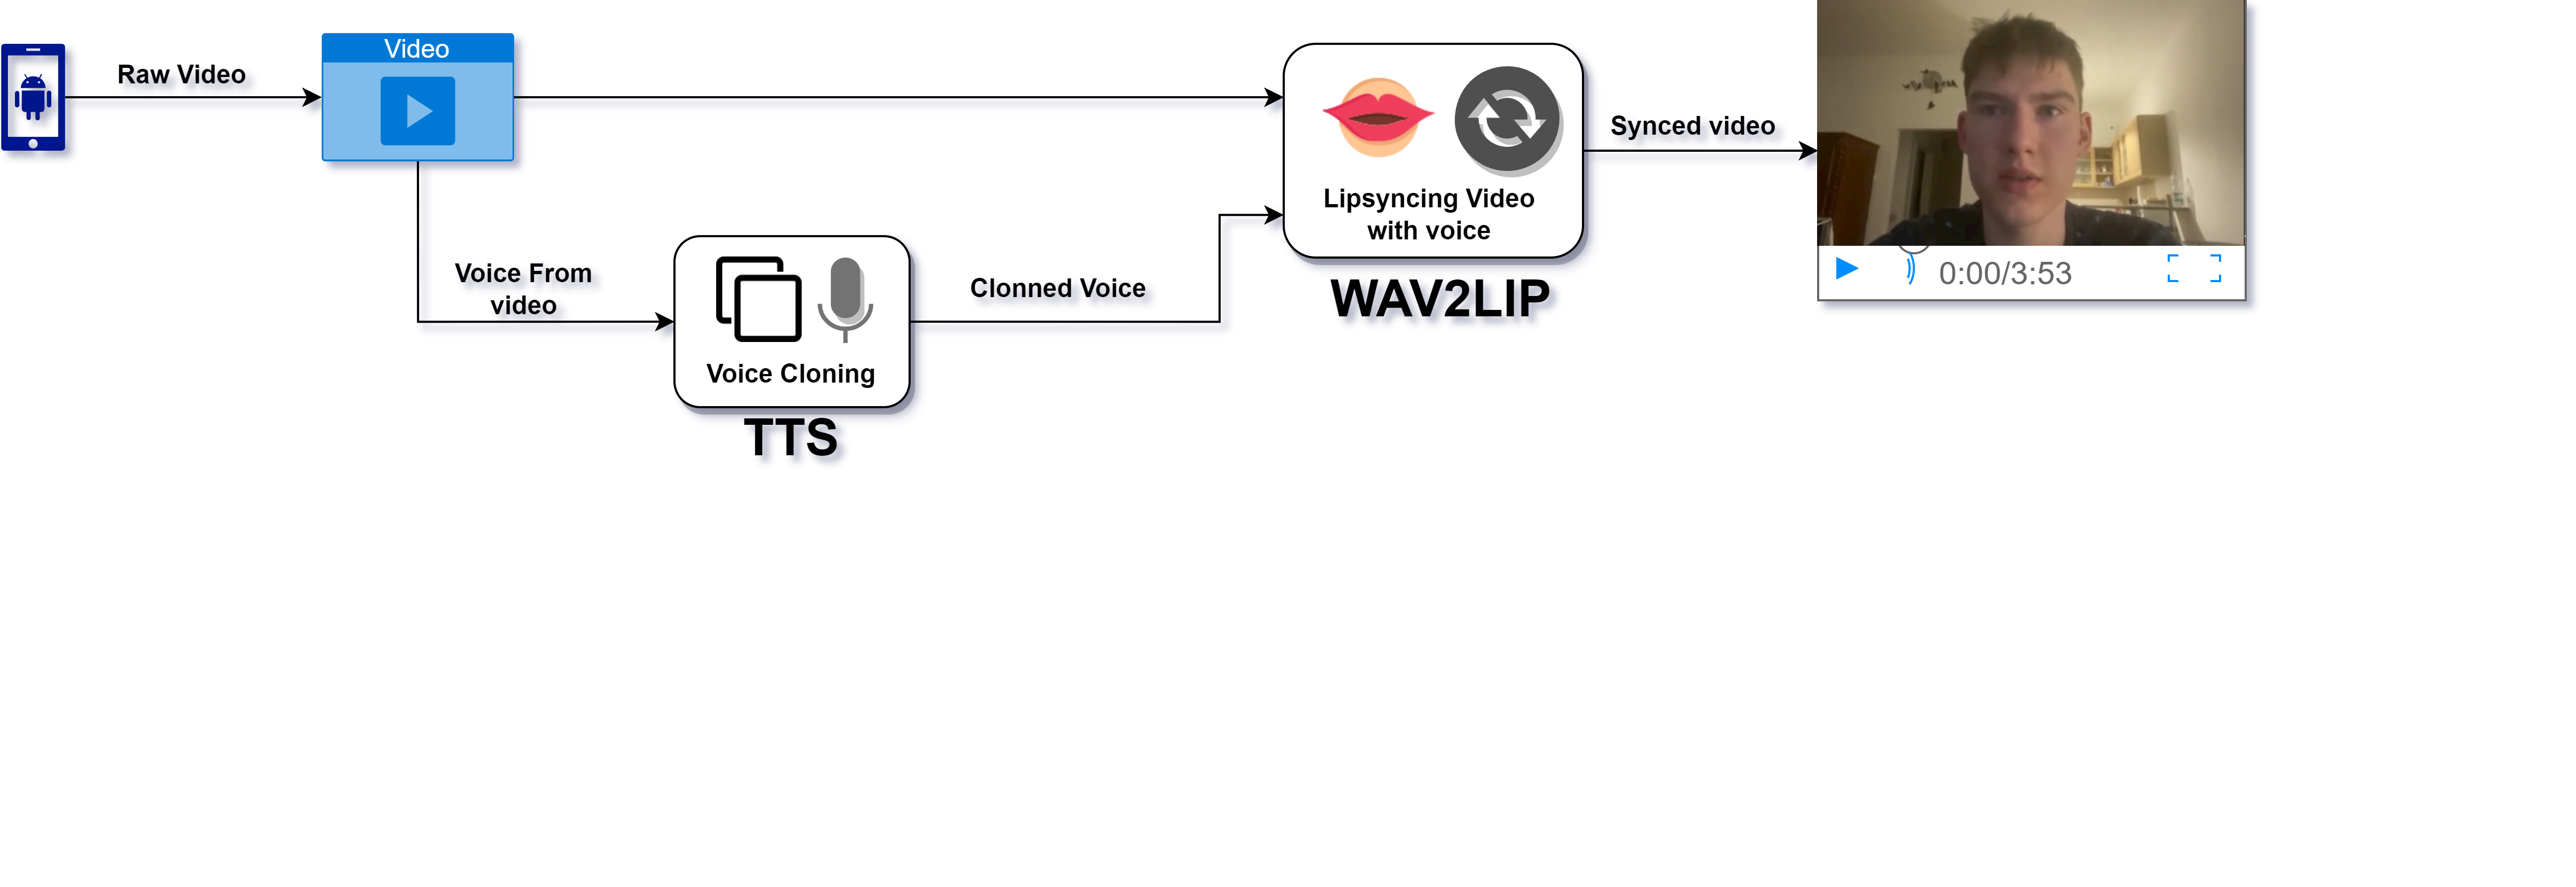 Video
Raw Video
Synced video
Lipsyncing Video
with voice
WAV2LIP
0:00/3:53
Voice From
video
Clonned Voice
Voice Cloning
TTS